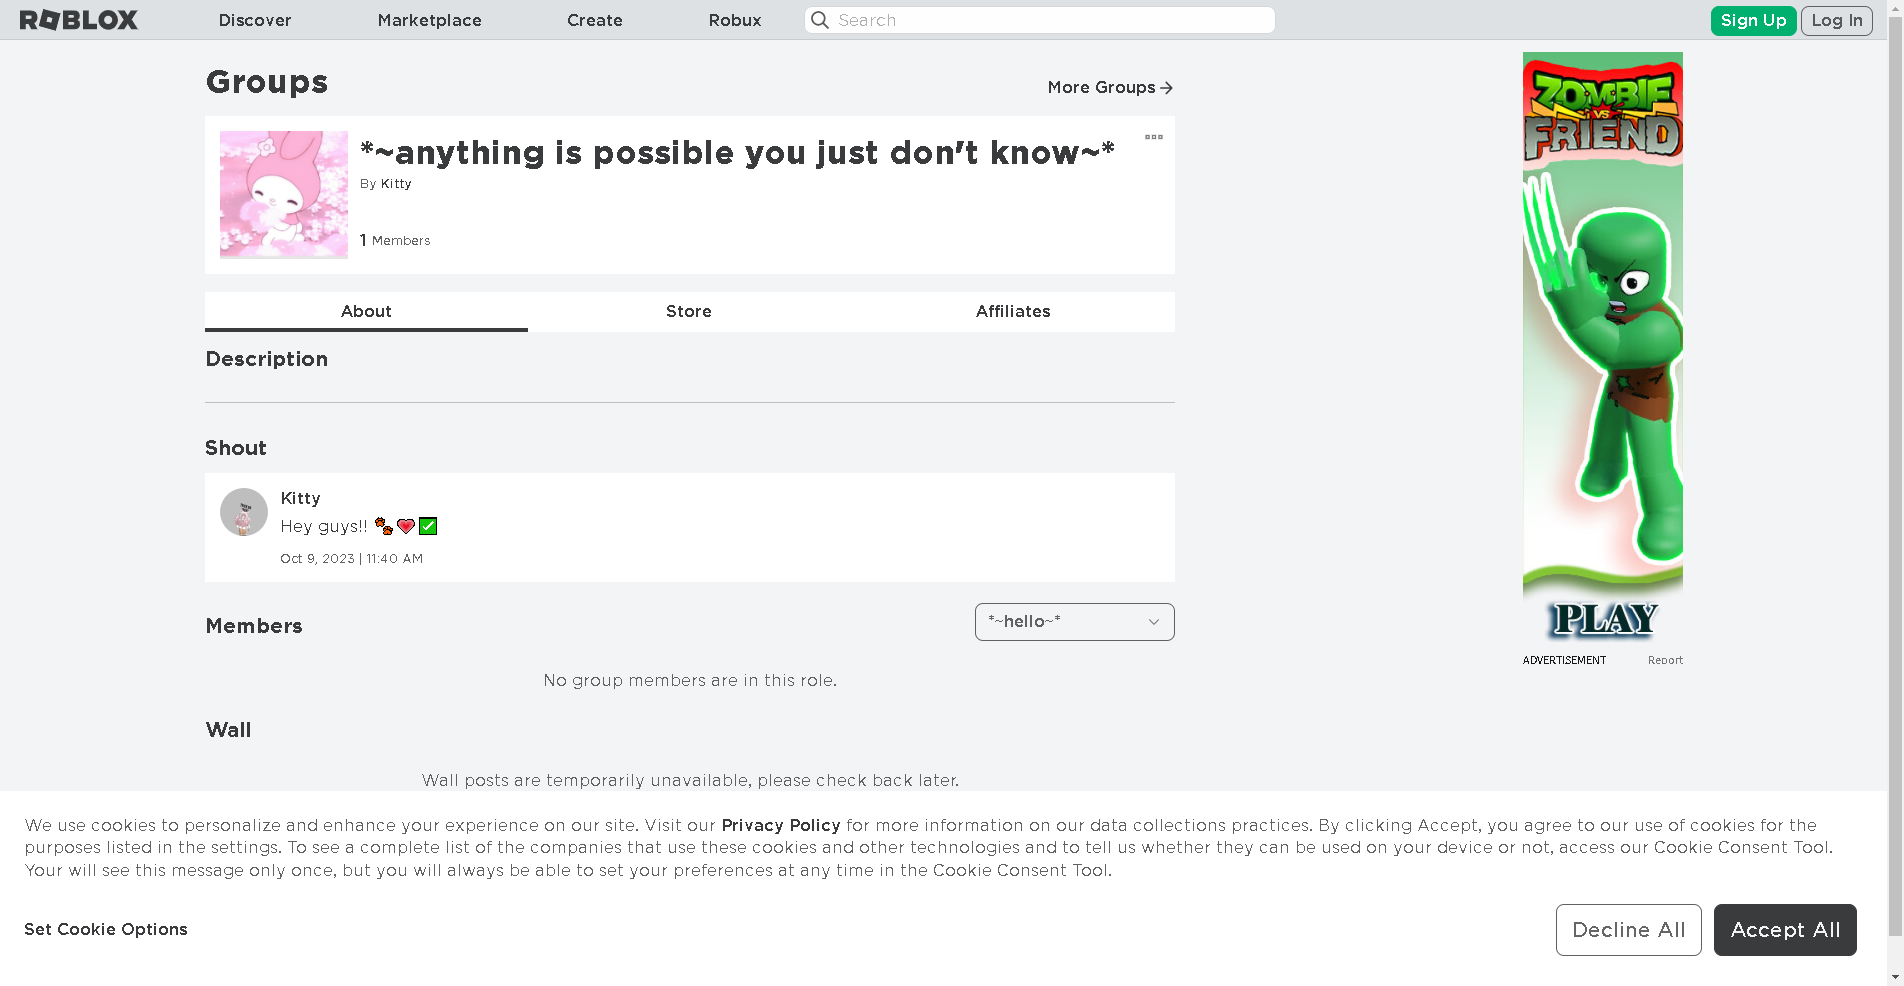 ROBLOX
Discover
Marketplace
Create
Robux
Search
Sign Up
Log In
Groups
More Groups
*~anything is possible you just don't know~*
By Kitty
1 Members
About
Store
Affiliates
Description
Shout
Kitty
Hey guys!! 🍂💗✅
Oct 9, 2023 | 11:40 AM
Members
*~hello~*
No group members are in this role.
Wall
Wall posts are temporarily unavailable, please check back later.
ZOMBIE
VS
FRIEND
PLAY
ADVERTISEMENT
Report
We use cookies to personalize and enhance your experience on our site. Visit our Privacy Policy for more information on our data collections practices. By clicking Accept, you agree to our use of cookies for the
purposes listed in the settings. To see a complete list of the companies that use these cookies and other technologies and to tell us whether they can be used on your device or not, access our Cookie Consent Tool.
Your will see this message only once, but you will always be able to set your preferences at any time in the Cookie Consent Tool.
Set Cookie Options
Decline All
Accept All